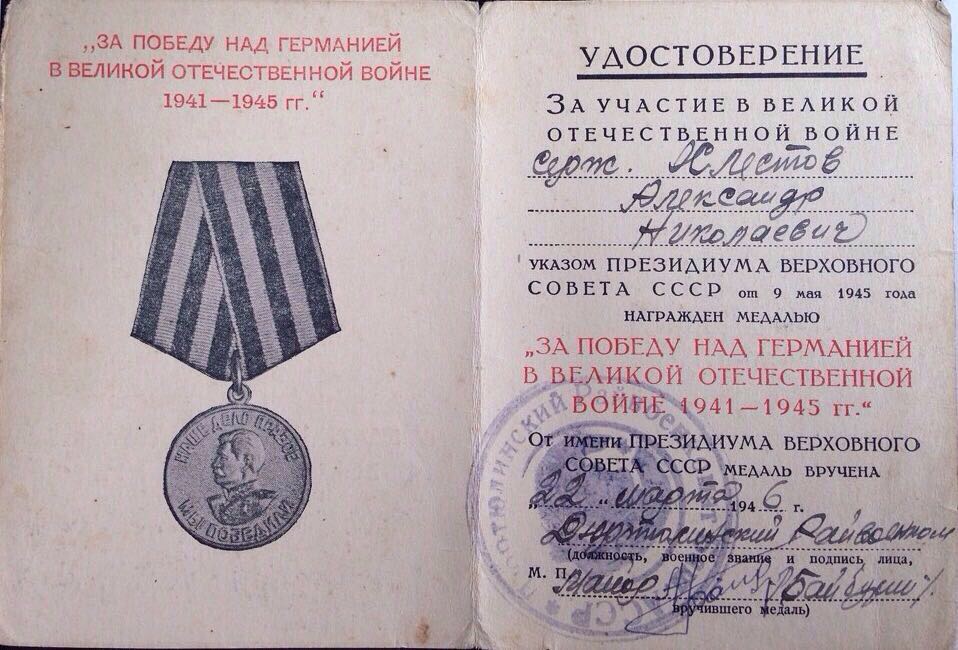 „ЗА ПОБЕДУ НАД ГЕРМАНИЕЙ
В ВЕЛИКОЙ ОТЕЧЕСТВЕННОЙ ВОЙНЕ
1941—1945 гг.“
НАШЕ ДЕЛО ПРАВОЕ
МЫ ПОБЕДИЛИ
УДОСТОВЕРЕНИЕ
ЗА УЧАСТИЕ В ВЕЛИКОЙ
ОТЕЧЕСТВЕННОЙ ВОЙНЕ
серж. Хлестов
Александр
Николаевич
УКАЗОМ ПРЕЗИДИУМА ВЕРХОВНОГО
СОВЕТА СССР от 9 мая 1945 года
НАГРАЖДЕН МЕДАЛЬЮ
„ЗА ПОБЕДУ НАД ГЕРМАНИЕЙ
В ВЕЛИКОЙ ОТЕЧЕСТВЕННОЙ
ВОЙНЕ 1941—1945 гг.“
От имени ПРЕЗИДИУМА ВЕРХОВНОГО
СОВЕТА СССР МЕДАЛЬ ВРУЧЕНА
„22“ марта 1946 г.
Дюртюлинский Райвоенком
(должность, военное звание и подпись лица,
М. П. майор
вручившего медаль)